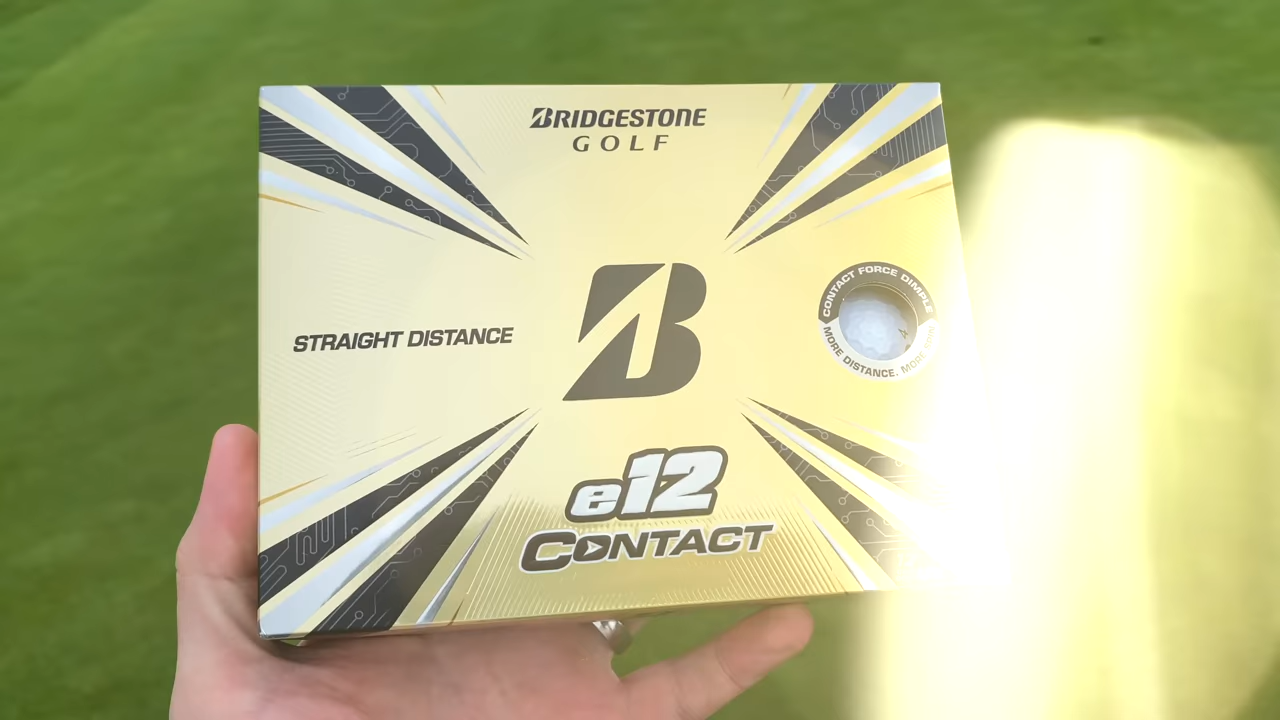 BRIDGESTONE
GOLF
STRAIGHT DISTANCE
CONTACT FORCE DIMPLE
MORE DISTANCE. MORE
e12
CONTACT